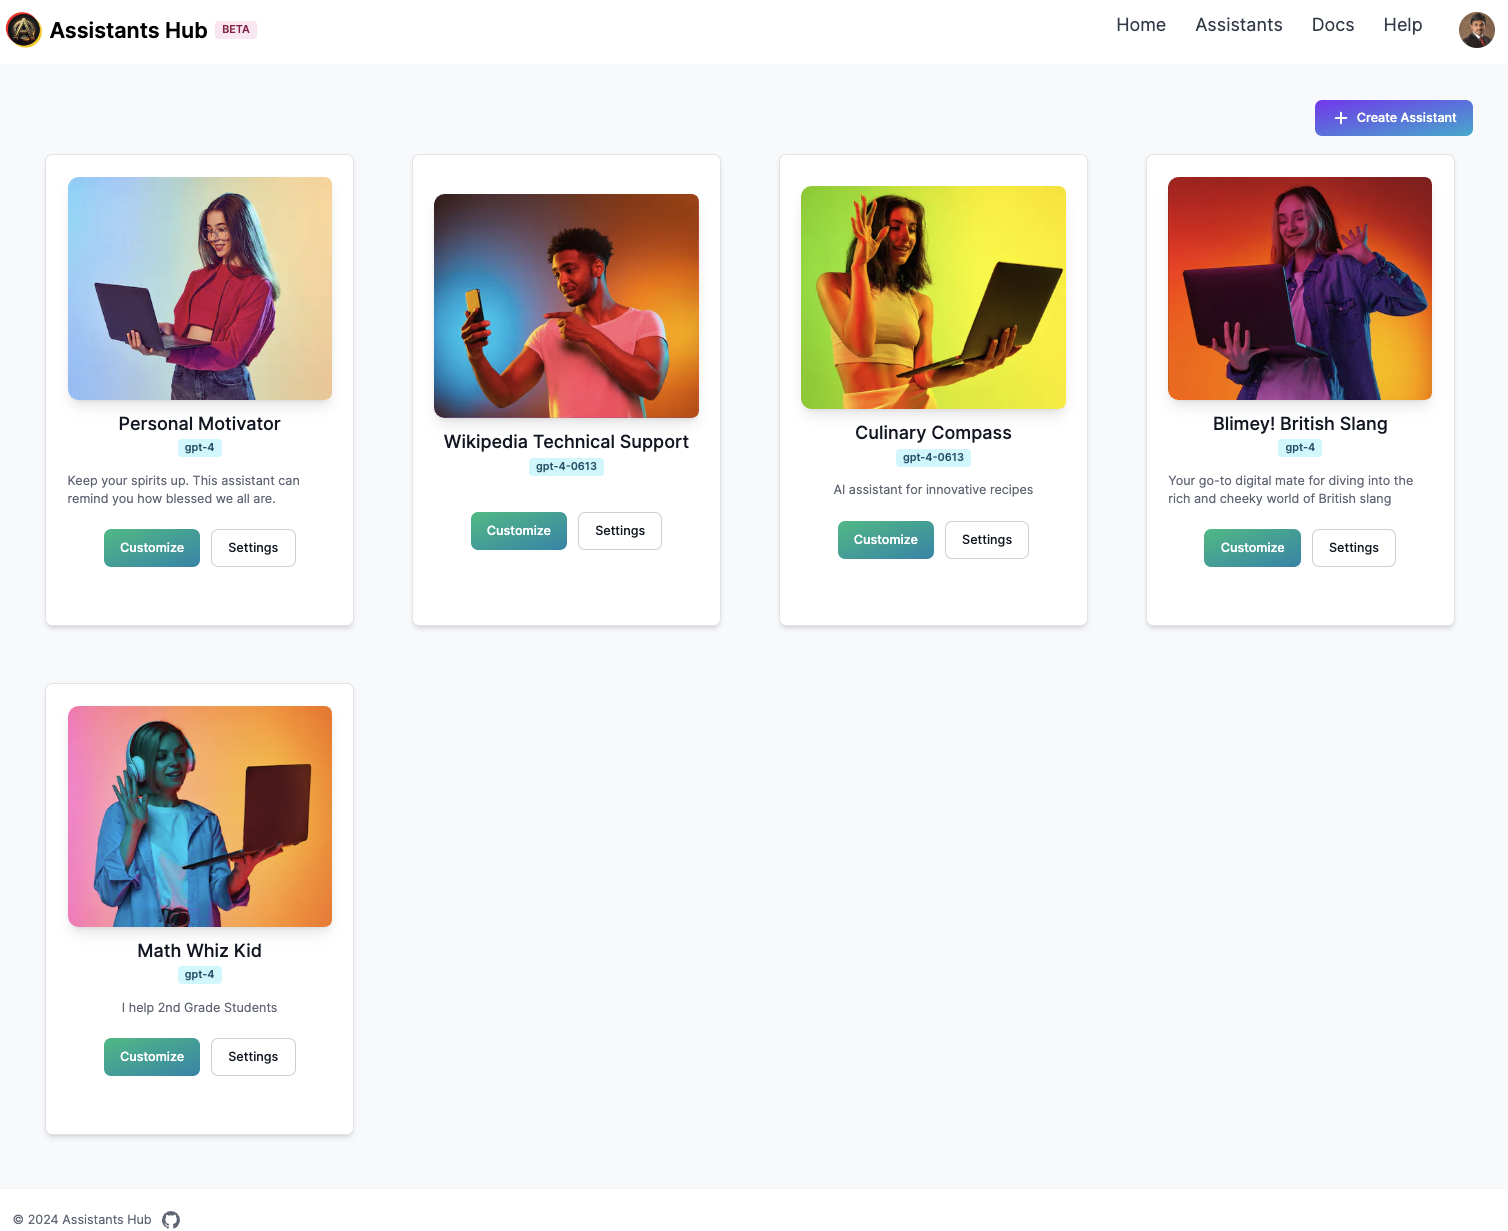 Assistants Hub BETA
Home Assistants Docs Help
+ Create Assistant
Personal Motivator
gpt-4
Keep your spirits up. This assistant can
remind you how blessed we all are.
Customize Settings
Wikipedia Technical Support
gpt-4-0613
Customize Settings
Culinary Compass
gpt-4-0613
AI assistant for innovative recipes
Customize Settings
Blimey! British Slang
gpt-4
Your go-to digital mate for diving into the
rich and cheeky world of British slang
Customize Settings
Math Whiz Kid
gpt-4
I help 2nd Grade Students
Customize Settings
© 2024 Assistants Hub